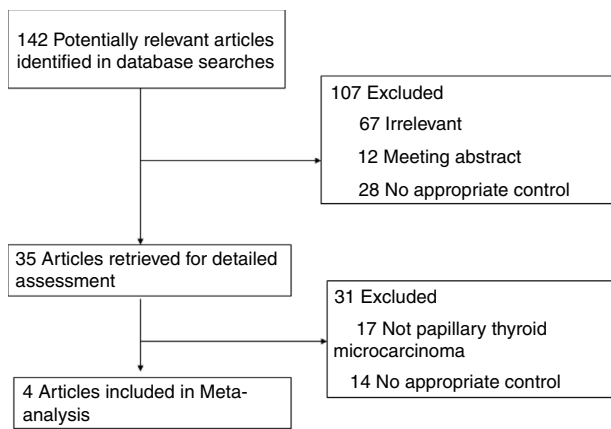 142 Potentially relevant articles
identified in database searches
107 Excluded
67 Irrelevant
12 Meeting abstract
28 No appropriate control
35 Articles retrieved for detailed
assessment
31 Excluded
17 Not papillary thyroid
microcarcinoma
14 No appropriate control
4 Articles included in Meta-
analysis